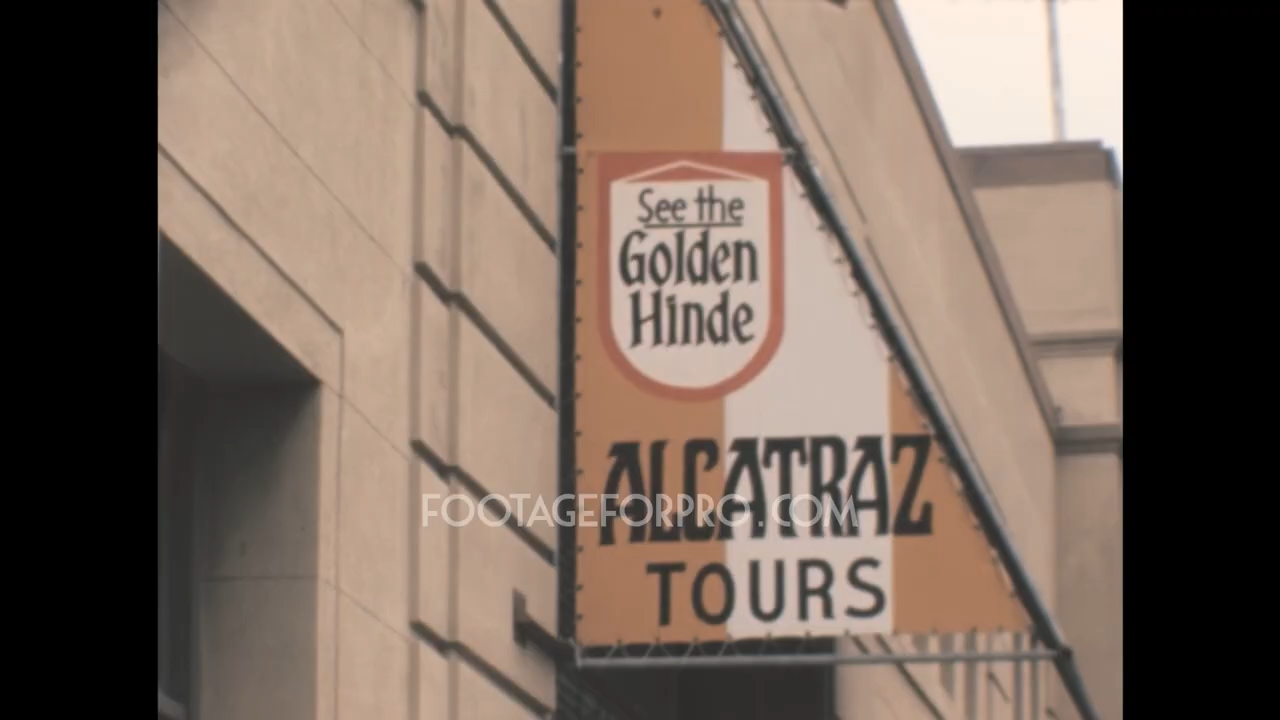 See the
Golden
Hinde
ALCATRAZ
FOOTAGEFORPRO.COM
TOURS